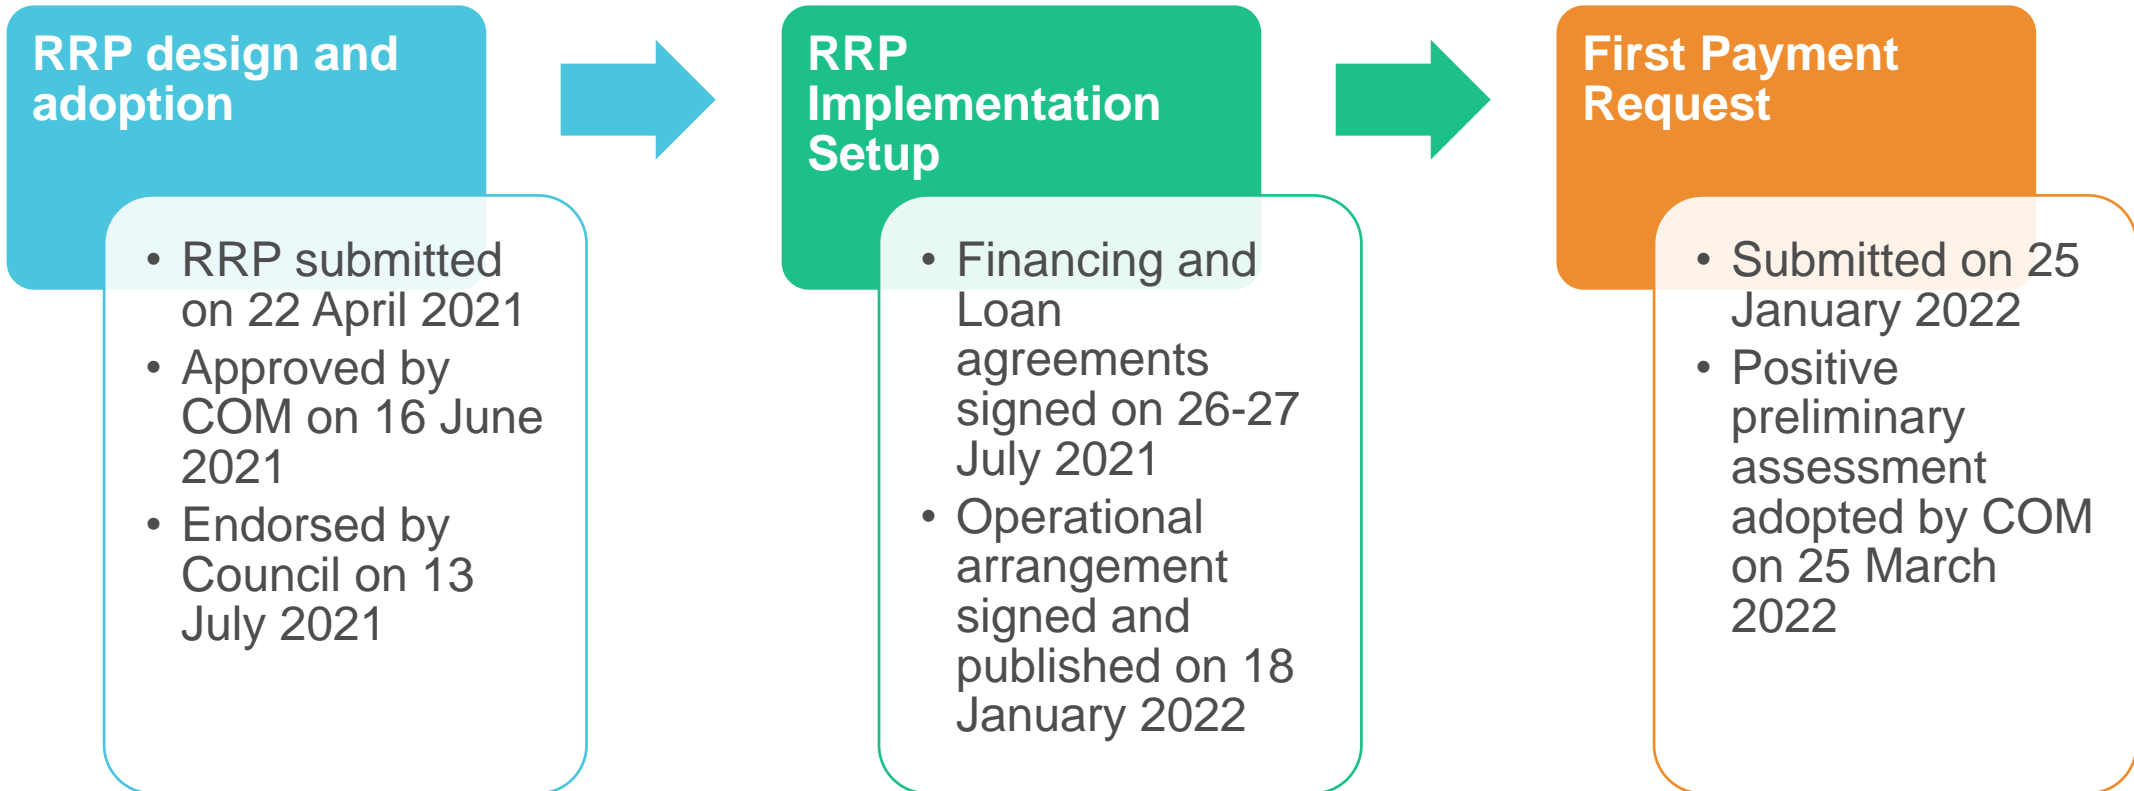 RRP design and
adoption
• RRP submitted
on 22 April 2021
• Approved by
COM on 16 June
2021
• Endorsed by
Council on 13
July 2021
RRP
Implementation
Setup
• Financing and
Loan
agreements
signed on 26-27
July 2021
• Operational
arrangement
signed and
published on 18
January 2022
First Payment
Request
• Submitted on 25
January 2022
• Positive
preliminary
assessment
adopted by COM
on 25 March
2022